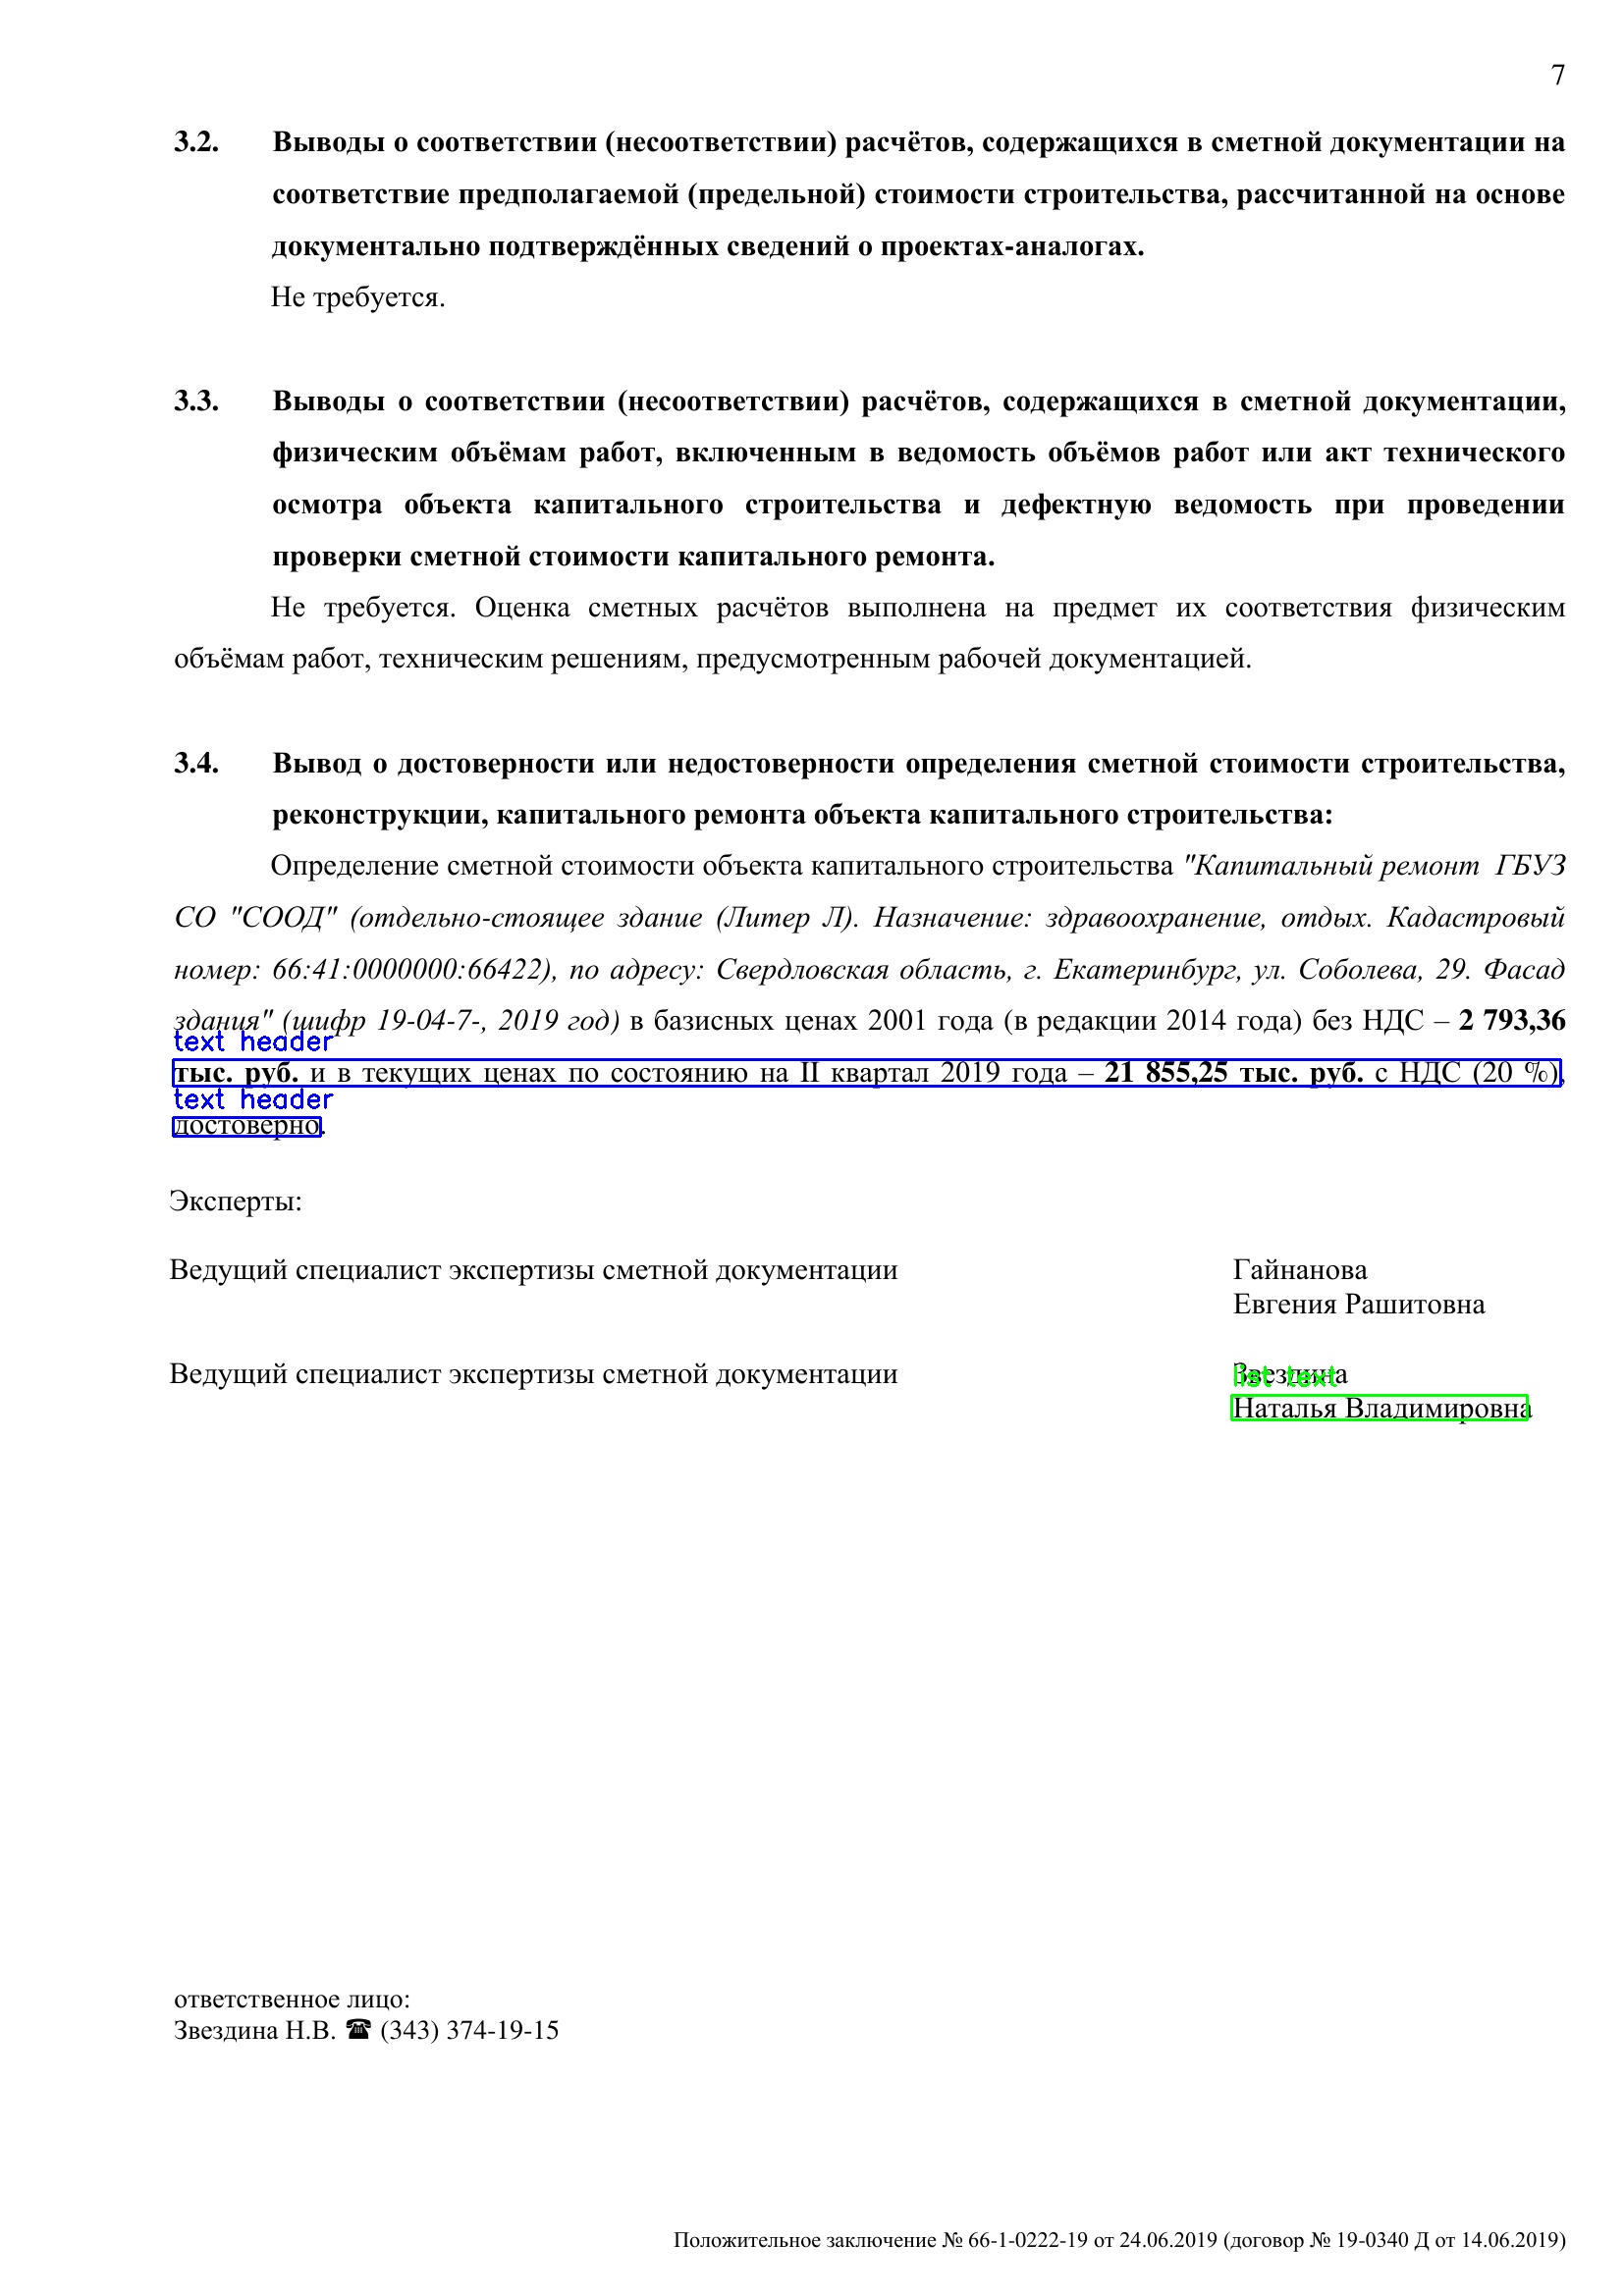 7
3.2. Выводы о соответствии (несоответствии) расчётов, содержащихся в сметной документации на
соответствие предполагаемой (предельной) стоимости строительства, рассчитанной на основе
документально подтверждённых сведений о проектах-аналогах.
Не требуется.
3.3. Выводы о соответствии (несоответствии) расчётов, содержащихся в сметной документации,
физическим объёмам работ, включенным в ведомость объёмов работ или акт технического
осмотра объекта капитального строительства и дефектную ведомость при проведении
проверки сметной стоимости капитального ремонта.
Не требуется. Оценка сметных расчётов выполнена на предмет их соответствия физическим
объёмам работ, техническим решениям, предусмотренным рабочей документацией.
3.4. Вывод о достоверности или недостоверности определения сметной стоимости строительства,
реконструкции, капитального ремонта объекта капитального строительства:
Определение сметной стоимости объекта капитального строительства "Капитальный ремонт ГБУЗ
СО "СООД" (отдельно-стоящее здание (Литер Л). Назначение: здравоохранение, отдых. Кадастровый
номер: 66:41:0000000:66422), по адресу: Свердловская область, г. Екатеринбург, ул. Соболева, 29. Фасад
здания" (шифр 19-04-7-, 2019 год) в базисных ценах 2001 года (в редакции 2014 года) без НДС – 2 793,36
text header
тыс. руб. и в текущих ценах по состоянию на II квартал 2019 года – 21 855,25 тыс. руб. с НДС (20 %),
text header
достоверно.
Эксперты:
Ведущий специалист экспертизы сметной документации Гайнанова
Евгения Рашитовна
Ведущий специалист экспертизы сметной документации Звездина
list text
Наталья Владимировна
ответственное лицо:
Звездина Н.В. ☎ (343) 374-19-15
Положительное заключение № 66-1-0222-19 от 24.06.2019 (договор № 19-0340 Д от 14.06.2019)